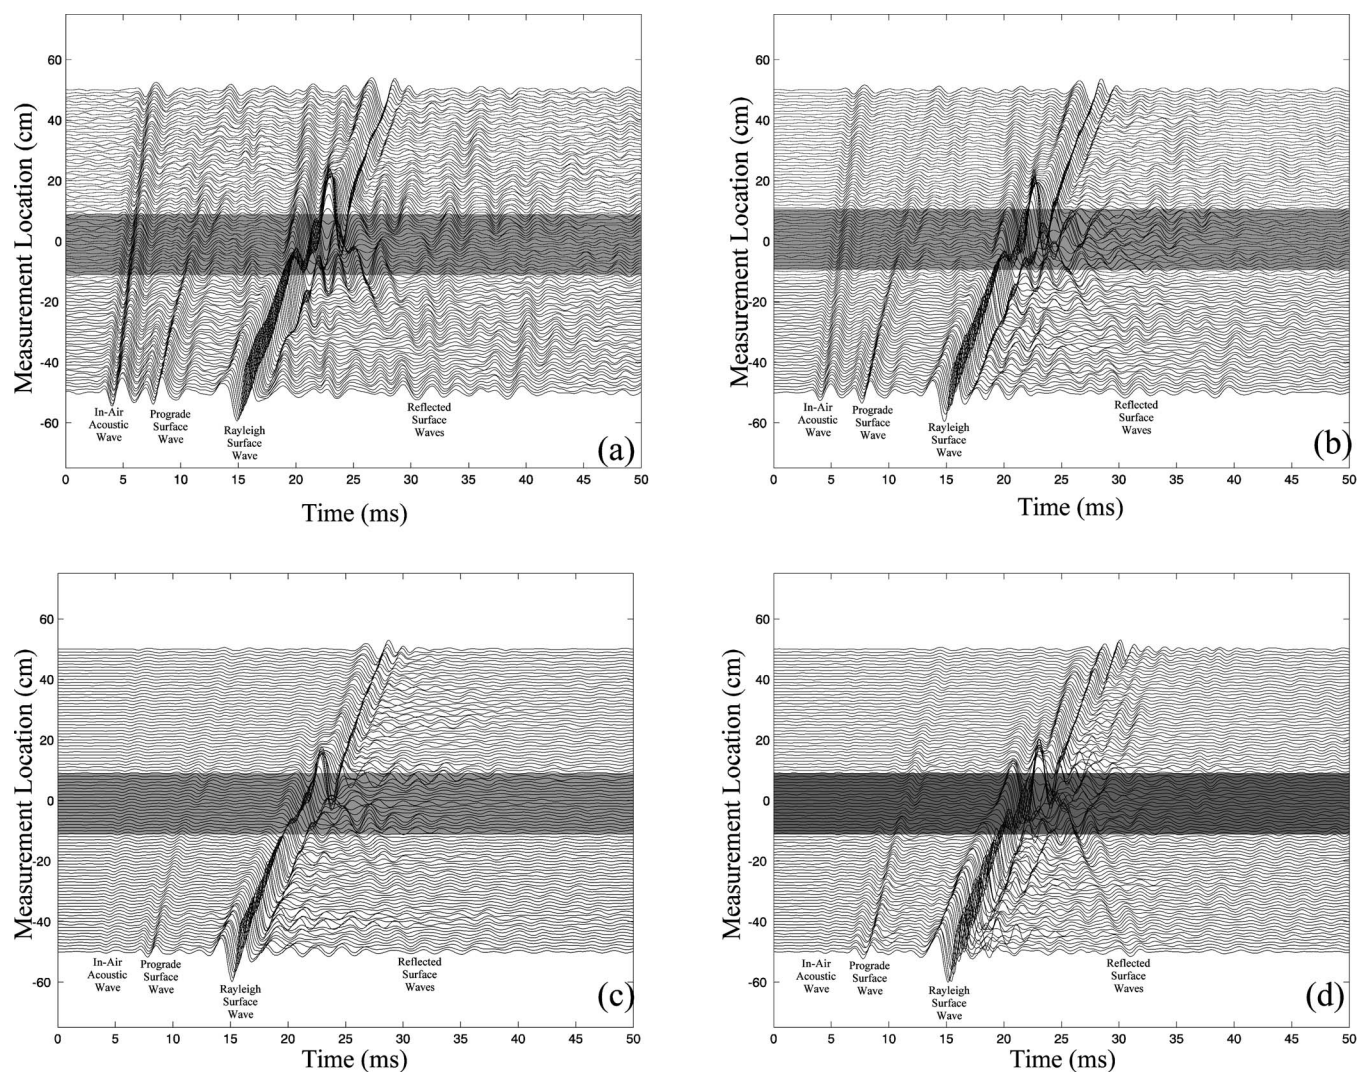 60
40
20
0
-20
-40
-60
Measurement Location (cm)
In-Air
Acoustic
Wave
Prograde
Surface
Wave
Rayleigh
Surface
Wave
Reflected
Surface
Waves
(a)
0 5 10 15 20 25 30 35 40 45 50
Time (ms)
60
40
20
0
-20
-40
-60
Measurement Location (cm)
In-Air
Acoustic
Wave
Prograde
Surface
Wave
Rayleigh
Surface
Wave
Reflected
Surface
Waves
(b)
0 5 10 15 20 25 30 35 40 45 50
Time (ms)
60
40
20
0
-20
-40
-60
Measurement Location (cm)
In-Air
Acoustic
Wave
Prograde
Surface
Wave
Rayleigh
Surface
Wave
Reflected
Surface
Waves
(c)
0 5 10 15 20 25 30 35 40 45 50
Time (ms)
60
40
20
0
-20
-40
-60
Measurement Location (cm)
In-Air
Acoustic
Wave
Prograde
Surface
Wave
Rayleigh
Surface
Wave
Reflected
Surface
Waves
(d)
0 5 10 15 20 25 30 35 40 45 50
Time (ms)